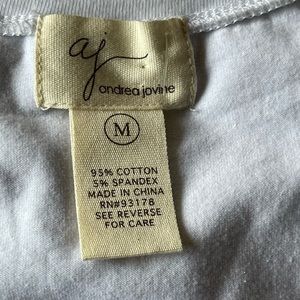 aj
andrea jovine
M
95% COTTON
5% SPANDEX
MADE IN CHINA
RN#93178
SEE REVERSE
FOR CARE